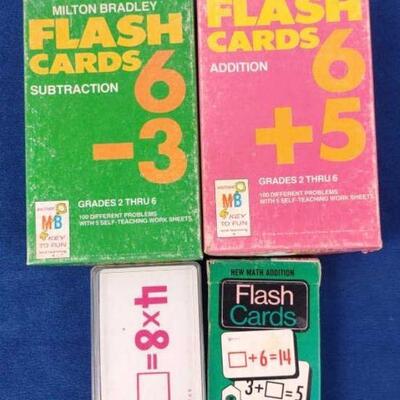 MILTON BRADLEY
FLASH
CARDS
SUBTRACTION
6
-3
GRADES 2 THRU 6
100 DIFFERENT PROBLEMS
WITH 5 SELF-TEACHING WORK SHEETS
MB
KEY
TO FUN
FLASH
CARDS
ADDITION
6
+5
GRADES 2 THRU 6
100 DIFFERENT PROBLEMS
WITH 5 SELF-TEACHING WORK SHEETS
MB
KEY
TO FUN
□=8×4
NEW MATH ADDITION
Flash
Cards
□+6=14
3+□=5